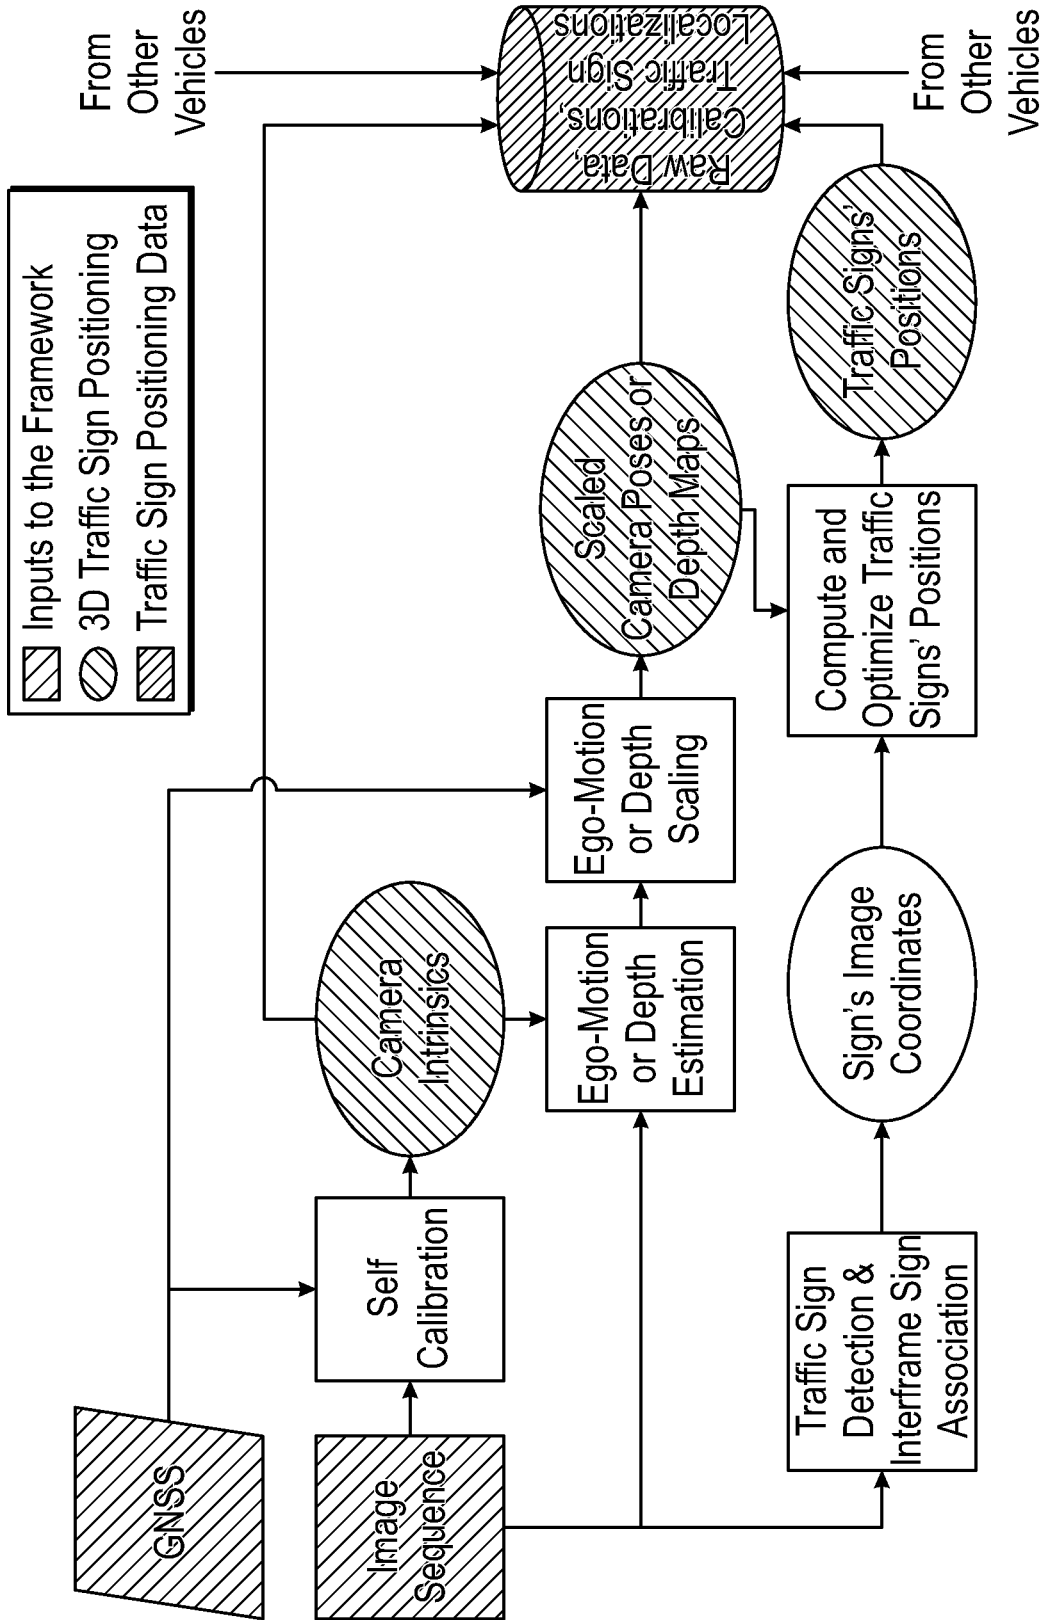 Inputs to the Framework
3D Traffic Sign Positioning
Traffic Sign Positioning Data
GNSS
Image
Sequence
Self
Calibration
Camera
Intrinsics
Ego-Motion
or Depth
Estimation
Ego-Motion
or Depth
Scaling
Scaled
Camera Poses or
Depth Maps
Traffic Sign
Detection &
Interframe Sign
Association
Sign's Image
Coordinates
Compute and
Optimize Traffic
Signs' Positions
Traffic Signs'
Positions
From
Other
Vehicles
Raw Data,
Calibrations,
Traffic Sign
Localizations
From
Other
Vehicles